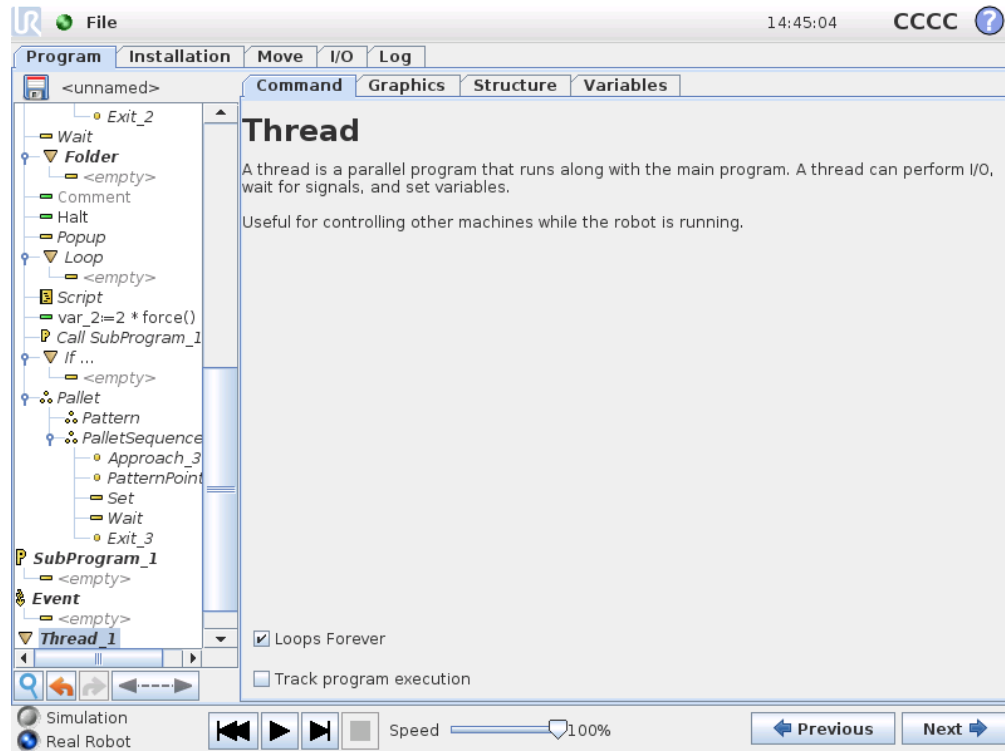 UR File 14:45:04 CCCC ?
Program Installation Move I/O Log
<unnamed>
Command Graphics Structure Variables
Exit_2
Wait
Folder
<empty>
Comment
Halt
Popup
Loop
<empty>
Script
var_2:=2 * force()
Call SubProgram_1
If ...
<empty>
Pallet
Pattern
PalletSequence
Approach_3
PatternPoint
Set
Wait
Exit_3
SubProgram_1
<empty>
Event
<empty>
Thread_1
Thread
A thread is a parallel program that runs along with the main program. A thread can perform I/O,
wait for signals, and set variables.
Useful for controlling other machines while the robot is running.
Loops Forever
Track program execution
Simulation
Real Robot
Speed 100%
Previous Next